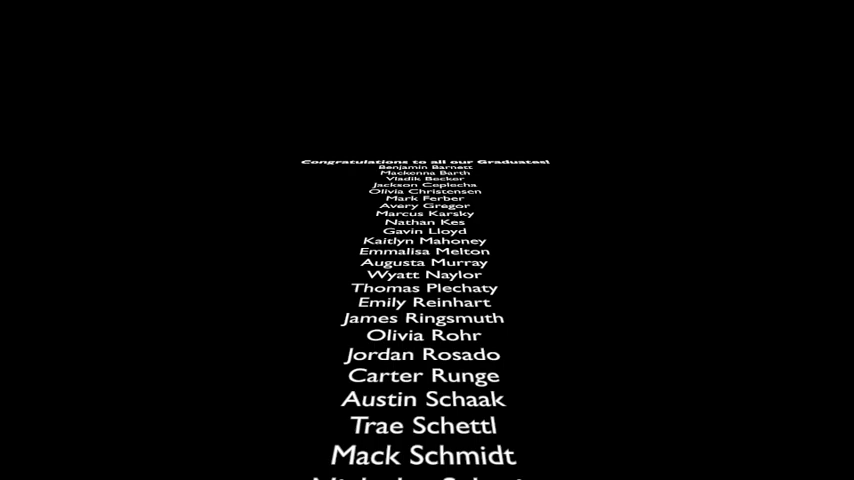 Congratulations to all our Graduates!
Benjamin Barnett
Mackenna Barth
Vladik Becker
Jackson Ceplecha
Olivia Christensen
Mark Ferber
Avery Gregor
Marcus Karsky
Nathan Kes
Gavin Lloyd
Kaitlyn Mahoney
Emmalisa Melton
Augusta Murray
Wyatt Naylor
Thomas Plechaty
Emily Reinhart
James Ringsmuth
Olivia Rohr
Jordan Rosado
Carter Runge
Austin Schaak
Trae Schettl
Mack Schmidt